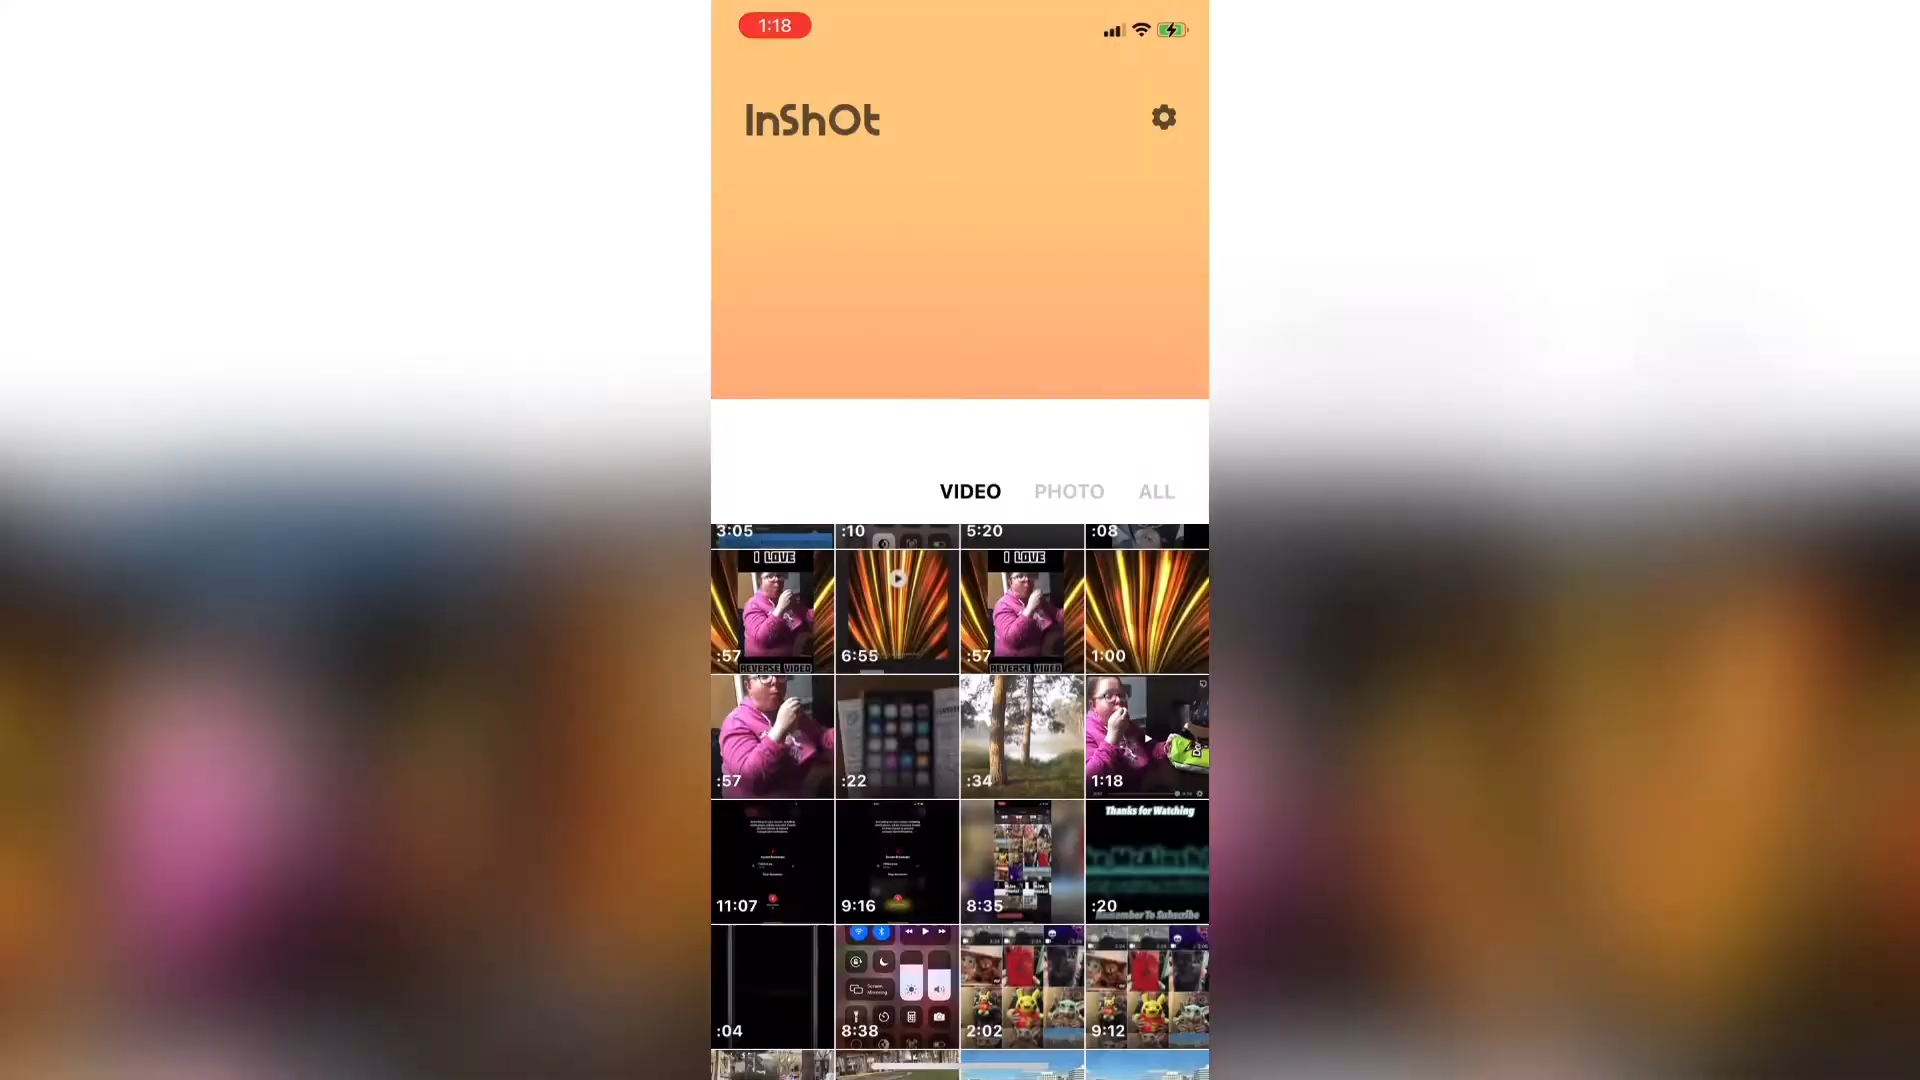 1:18
InShOt
VIDEO PHOTO ALL
3:05 :10 5:20 :08
I LOVE I LOVE
:57 6:55 :57 1:00
REVERSE VIDEO REVERSE VIDEO
:57 :22 :34 1:18
Thanks for Watching
11:07 9:16 8:35 :20
Remember To Subscribe
Screen
Mirroring
:04 8:38 2:02 9:12